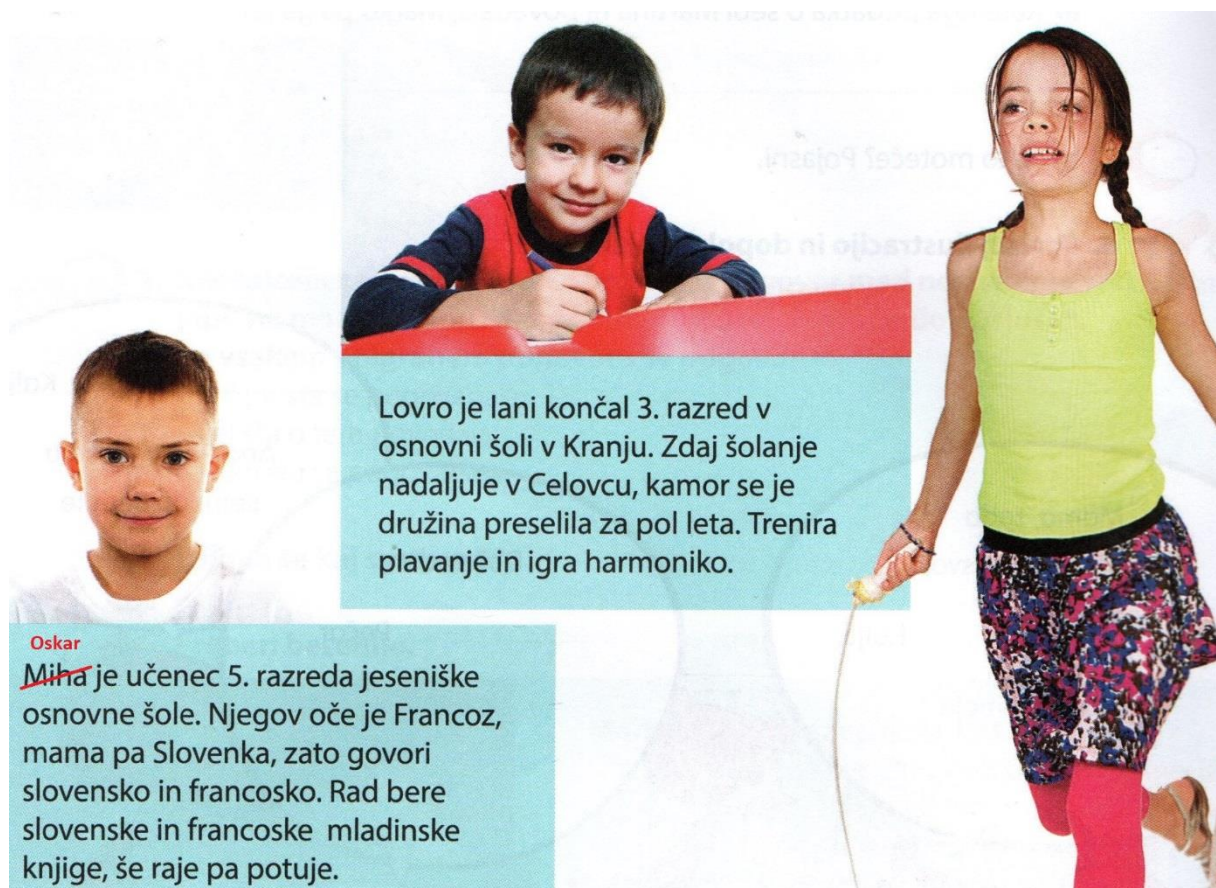 Lovro je lani končal 3. razred v
osnovni šoli v Kranju. Zdaj šolanje
nadaljuje v Celovcu, kamor se je
družina preselila za pol leta. Trenira
plavanje in igra harmoniko.
Oskar
Miha je učenec 5. razreda jeseniške
osnovne šole. Njegov oče je Francoz,
mama pa Slovenka, zato govori
slovensko in francosko. Rad bere
slovenske in francoske mladinske
knjige, še raje pa potuje.